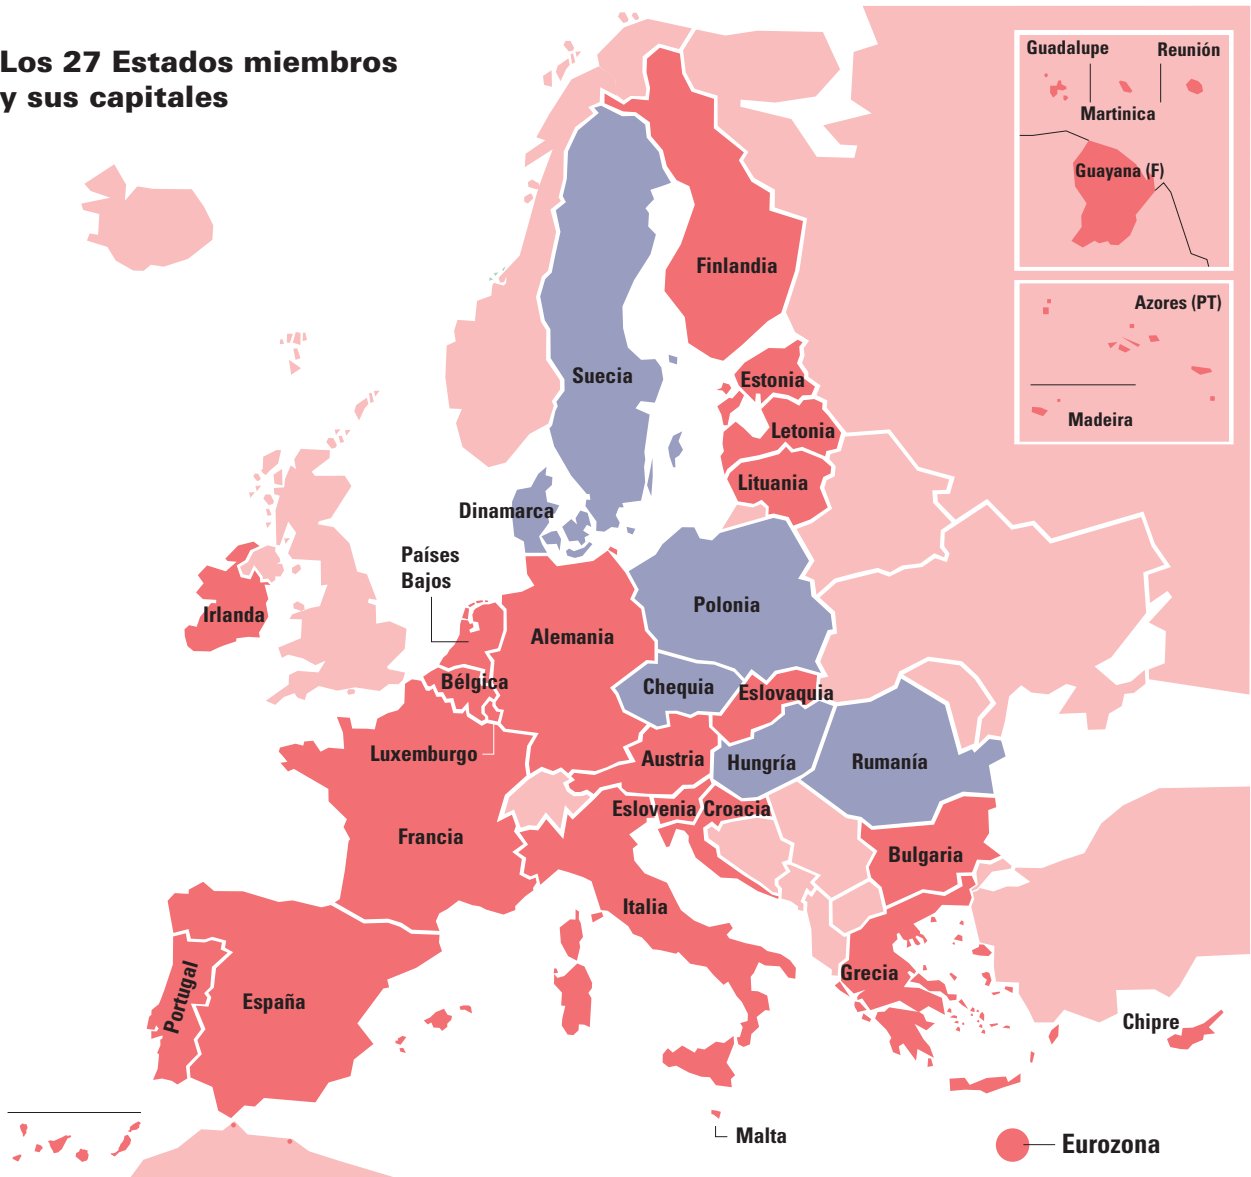 Los 27 Estados miembros
y sus capitales
Guadalupe
Reunión
Martinica
Guayana (F)
Azores (PT)
Madeira
Finlandia
Suecia
Estonia
Letonia
Lituania
Dinamarca
Países
Bajos
Irlanda
Polonia
Alemania
Bélgica
Chequia
Eslovaquia
Luxemburgo
Austria
Hungría
Rumanía
Eslovenia
Croacia
Francia
Bulgaria
Italia
Portugal
España
Grecia
Chipre
Malta
Eurozona